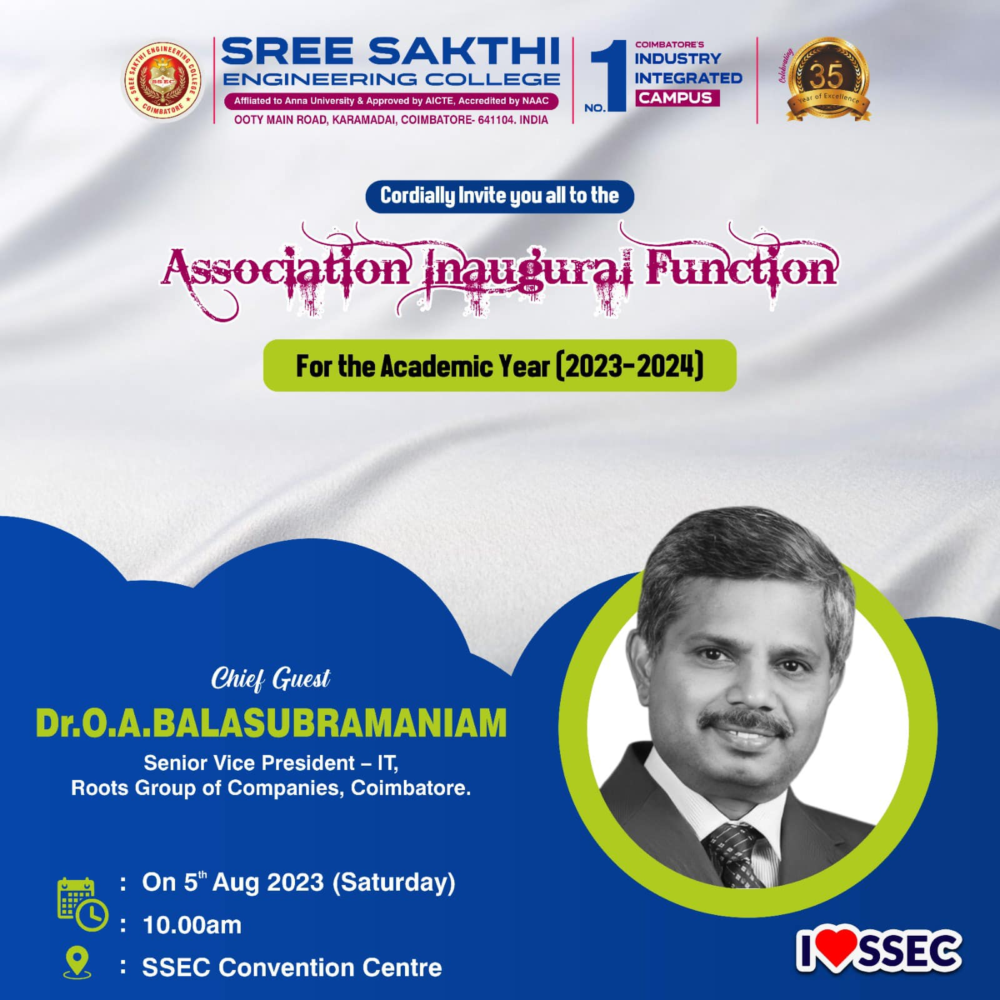 SREE SAKTHI ENGINEERING COLLEGE
★ COIMBATORE ★
SSEC
SREE SAKTHI
ENGINEERING COLLEGE
Affliated to Anna University & Approved by AICTE, Accredited by NAAC
OOTY MAIN ROAD, KARAMADAI, COIMBATORE- 641104. INDIA
NO.1
COIMBATORE'S
INDUSTRY
INTEGRATED
CAMPUS
Celebrating
35
Year of Excellence
Cordially Invite you all to the
Association Inaugural Function
For the Academic Year (2023-2024)
Chief Guest
Dr.O.A.BALASUBRAMANIAM
Senior Vice President – IT,
Roots Group of Companies, Coimbatore.
: On 5th Aug 2023 (Saturday)
: 10.00am
: SSEC Convention Centre
I ❤ SSEC